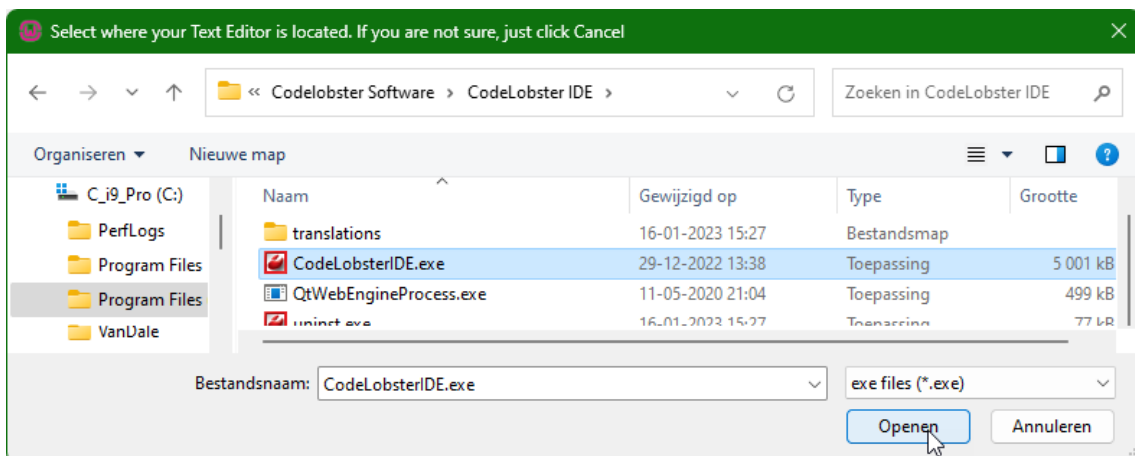 Select where your Text Editor is located. If you are not sure, just click Cancel
« Codelobster Software › CodeLobster IDE ›
Zoeken in CodeLobster IDE
Organiseren
Nieuwe map
?
C_i9_Pro (C:)
PerfLogs
Program Files
Program Files
VanDale
Naam Gewijzigd op Type Grootte
translations 16-01-2023 15:27 Bestandsmap
CodeLobsterIDE.exe 29-12-2022 13:38 Toepassing 5 001 kB
QtWebEngineProcess.exe 11-05-2020 21:04 Toepassing 499 kB
uninst.exe 16-01-2023 15:27 Toepassing 77 kB
Bestandsnaam: CodeLobsterIDE.exe
exe files (*.exe)
Openen
Annuleren